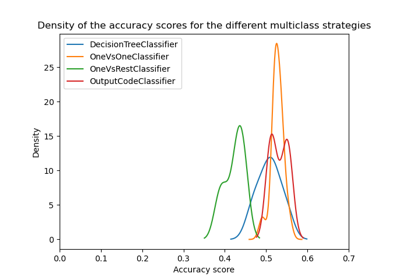 Density of the accuracy scores for the different multiclass strategies
DecisionTreeClassifier
OneVsOneClassifier
OneVsRestClassifier
OutputCodeClassifier
25
20
15
10
5
0
Density
0.0 0.1 0.2 0.3 0.4 0.5 0.6 0.7
Accuracy score